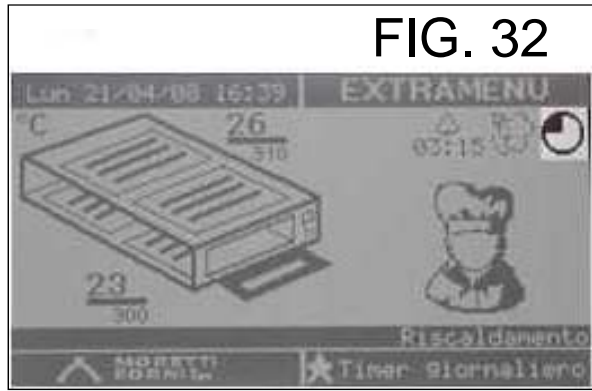 FIG. 32
Lun 21/04/08 16:39 EXTRAMENU
°C 26 03:15
310
23
300
Riscaldamento
MORETTI FORNI Timer giornaliero